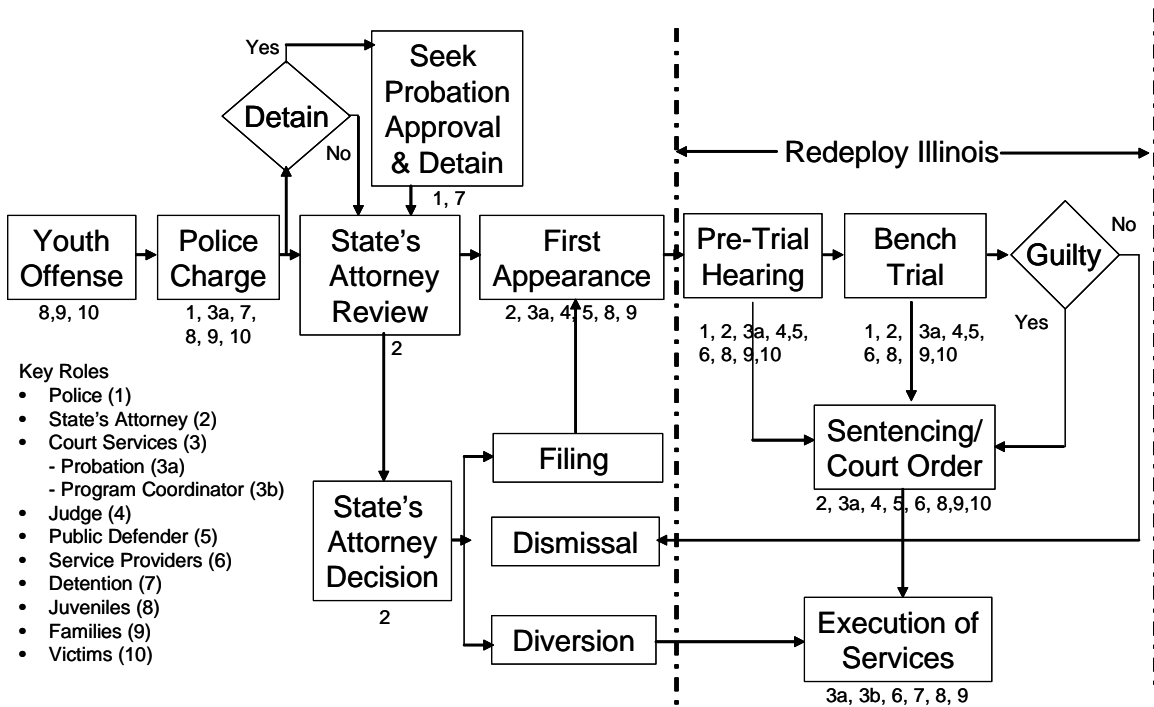 Yes
Detain
No
Seek
Probation
Approval
& Detain
1, 7
Redeploy Illinois
Youth
Offense
8,9, 10
Police
Charge
1, 3a, 7,
8, 9, 10
State's
Attorney
Review
2
First
Appearance
2, 3a, 4, 5, 8, 9
Pre-Trial
Hearing
1, 2, 3a, 4,5,
6, 8, 9,10
Bench
Trial
1, 2, 3a, 4,5,
6, 8, 9,10
Guilty
No
Yes
Key Roles
• Police (1)
• State's Attorney (2)
• Court Services (3)
- Probation (3a)
- Program Coordinator (3b)
• Judge (4)
• Public Defender (5)
• Service Providers (6)
• Detention (7)
• Juveniles (8)
• Families (9)
• Victims (10)
State's
Attorney
Decision
2
Filing
Dismissal
Diversion
Sentencing/
Court Order
2, 3a, 4, 5, 6, 8,9,10
Execution of
Services
3a, 3b, 6, 7, 8, 9